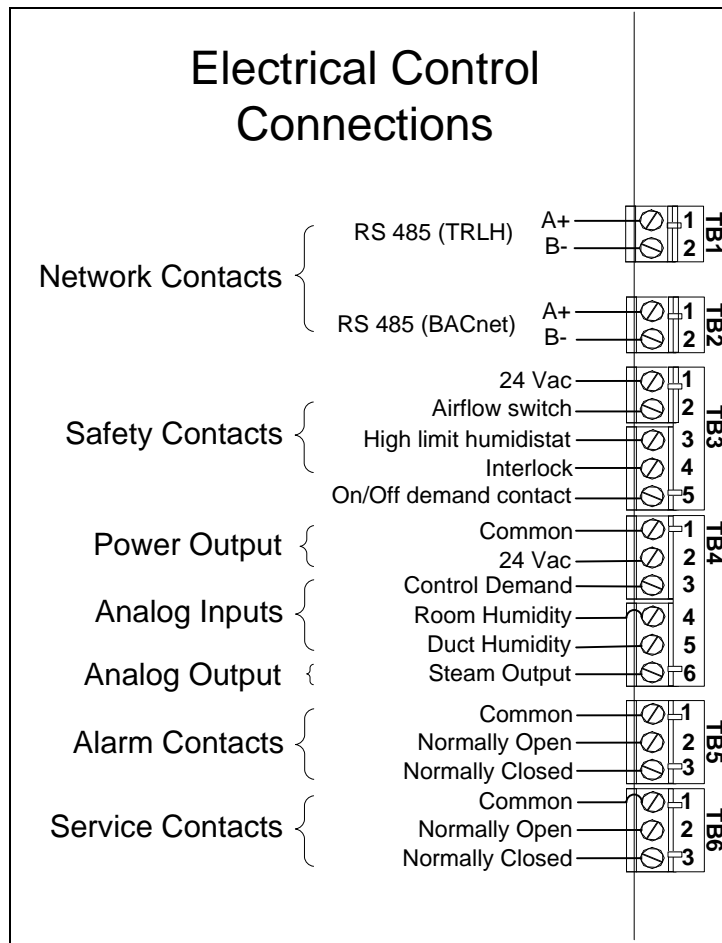 Electrical Control
Connections
Network Contacts
RS 485 (TRLH)
A+
1
B-
2
TB1
RS 485 (BACnet)
A+
1
B-
2
TB2
Safety Contacts
24 Vac
1
Airflow switch
2
High limit humidistat
3
Interlock
4
On/Off demand contact
5
TB3
Power Output
Common
1
24 Vac
2
Analog Inputs
Control Demand
3
Room Humidity
4
Duct Humidity
5
Analog Output
Steam Output
6
TB4
Alarm Contacts
Common
1
Normally Open
2
Normally Closed
3
TB5
Service Contacts
Common
1
Normally Open
2
Normally Closed
3
TB6